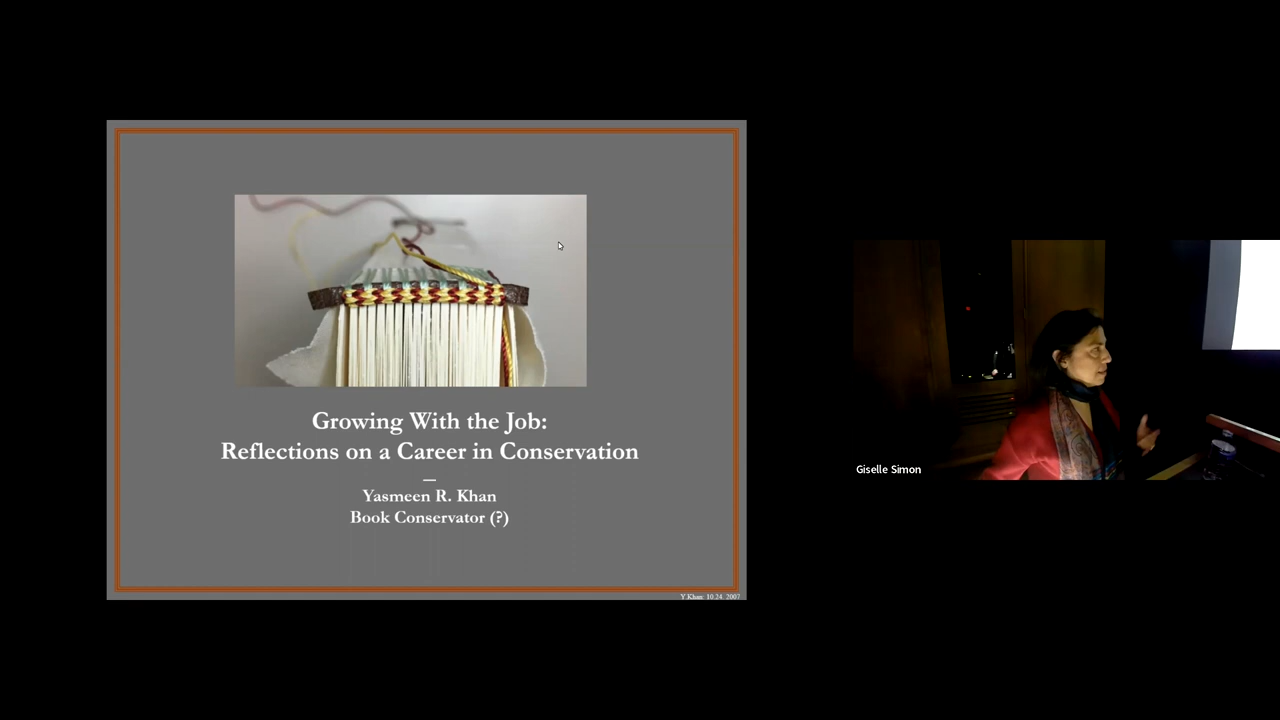 Growing With the Job:
Reflections on a Career in Conservation
—
Yasmeen R. Khan
Book Conservator (?)
Y Khan: 10.24. 2007
Giselle Simon